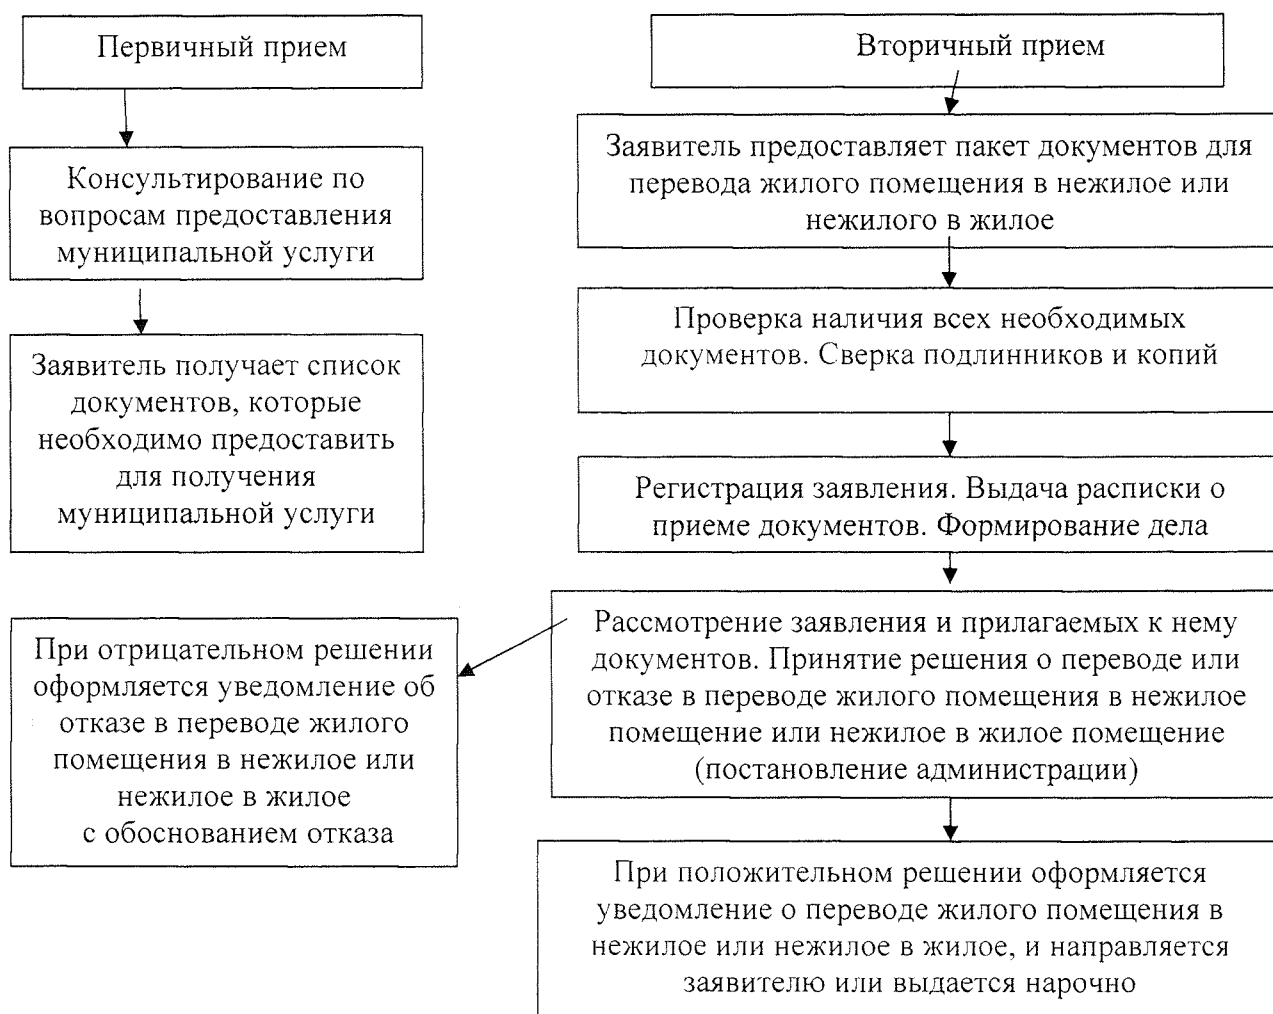 Первичный прием
Консультирование по
вопросам предоставления
муниципальной услуги
Заявитель получает список
документов, которые
необходимо предоставить
для получения
муниципальной услуги
Вторичный прием
Заявитель предоставляет пакет документов для
перевода жилого помещения в нежилое или
нежилого в жилое
Проверка наличия всех необходимых
документов. Сверка подлинников и копий
Регистрация заявления. Выдача расписки о
приеме документов. Формирование дела
Рассмотрение заявления и прилагаемых к нему
документов. Принятие решения о переводе или
отказе в переводе жилого помещения в нежилое
помещение или нежилое в жилое помещение
(постановление администрации)
При отрицательном решении
оформляется уведомление об
отказе в переводе жилого
помещения в нежилое или
нежилое в жилое
с обоснованием отказа
При положительном решении оформляется
уведомление о переводе жилого помещения в
нежилое или нежилое в жилое, и направляется
заявителю или выдается нарочно